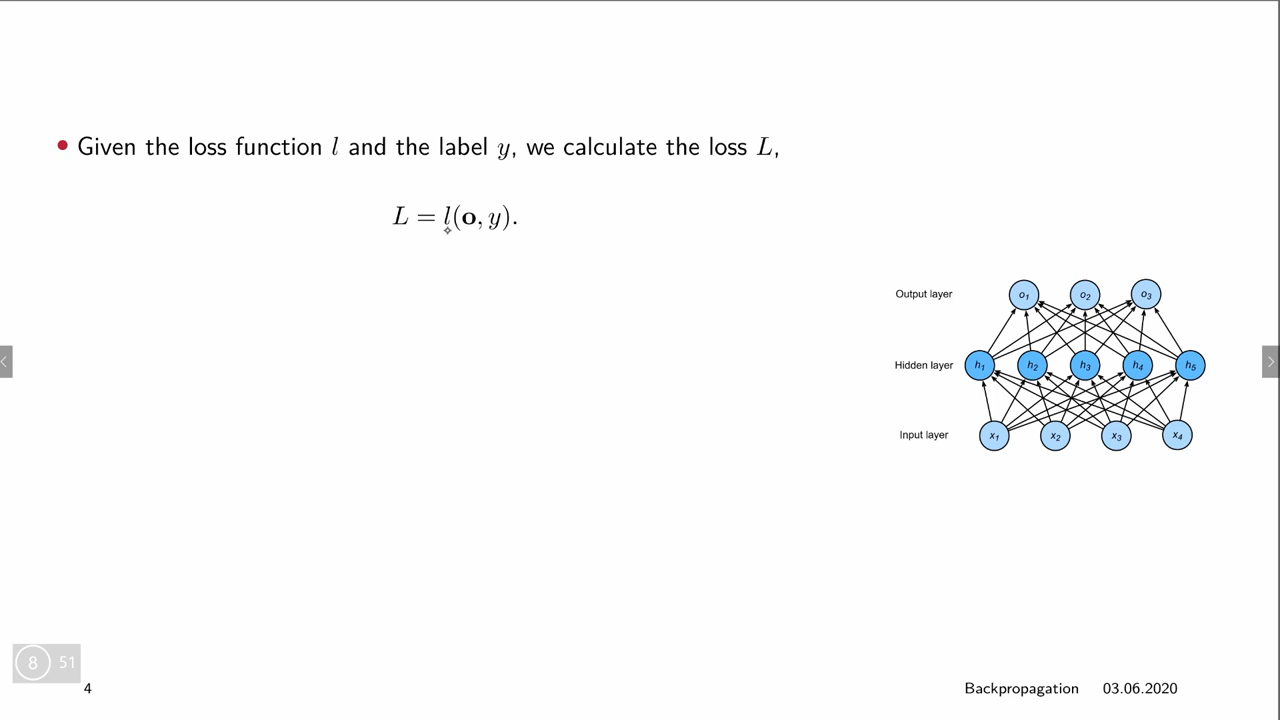 • Given the loss function l and the label y, we calculate the loss L,
L = l(o, y).
Output layer o1 o2 o3
Hidden layer h1 h2 h3 h4 h5
Input layer x1 x2 x3 x4
8 51
4 Backpropagation 03.06.2020